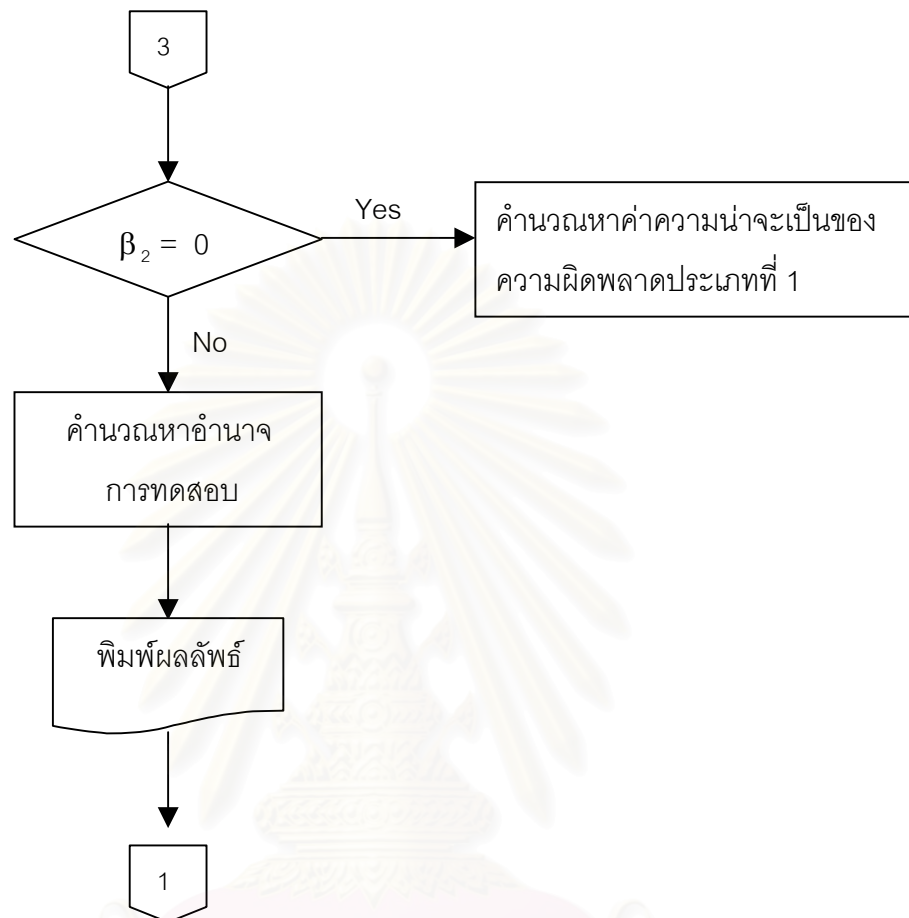 3
β₂ = 0
Yes
คำนวณหาค่าความน่าจะเป็นของ
ความผิดพลาดประเภทที่ 1
No
คำนวณหาอำนาจ
การทดสอบ
พิมพ์ผลลัพธ์
1